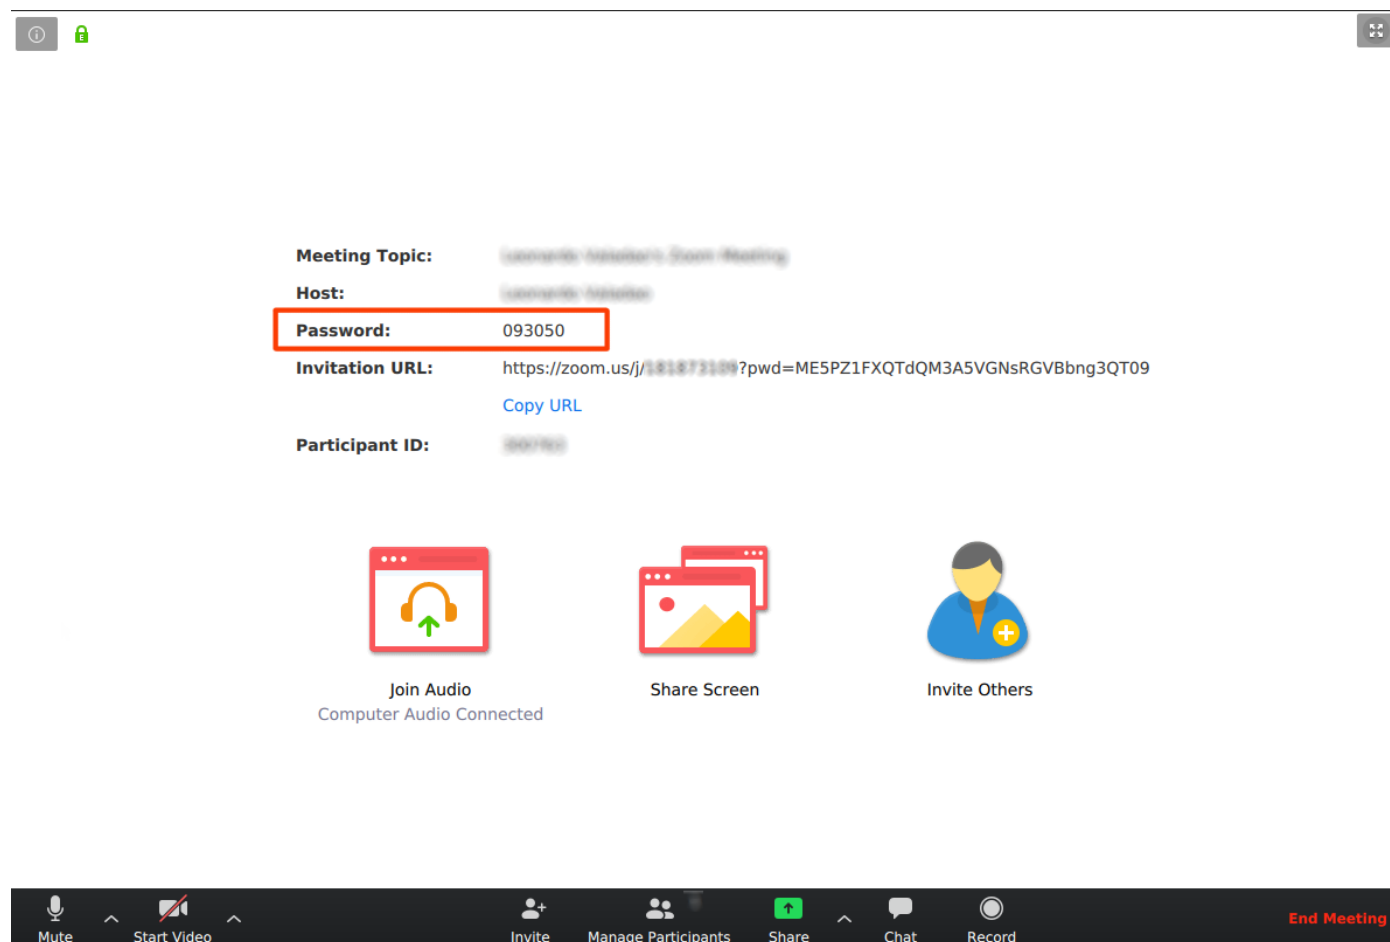 Meeting Topic:
Host:
Password: 093050
Invitation URL: https://zoom.us/j/ ?pwd=ME5PZ1FXQTdQM3A5VGNsRGVBbng3QT09
Copy URL
Participant ID:
Join Audio
Computer Audio Connected
Share Screen
Invite Others
Mute
Start Video
Invite
Manage Participants
Share
Chat
Record
End Meeting